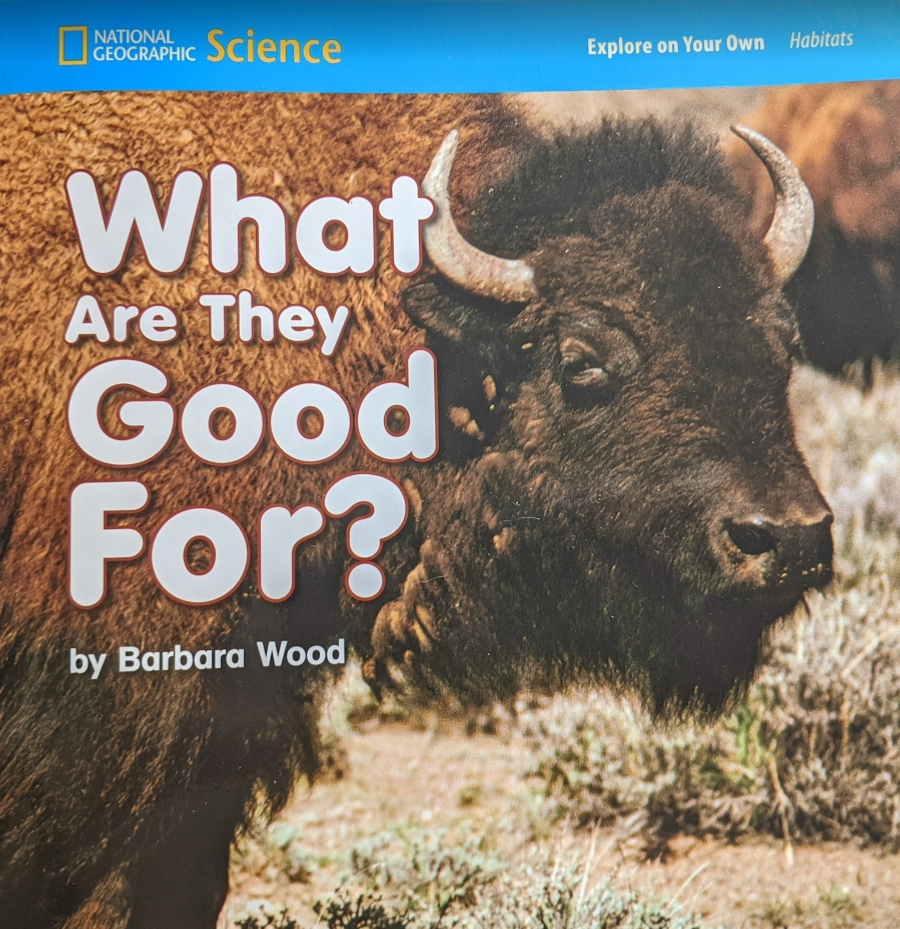 NATIONAL
GEOGRAPHIC
Science
Explore on Your Own
Habitats
What
Are They
Good
For?
by Barbara Wood